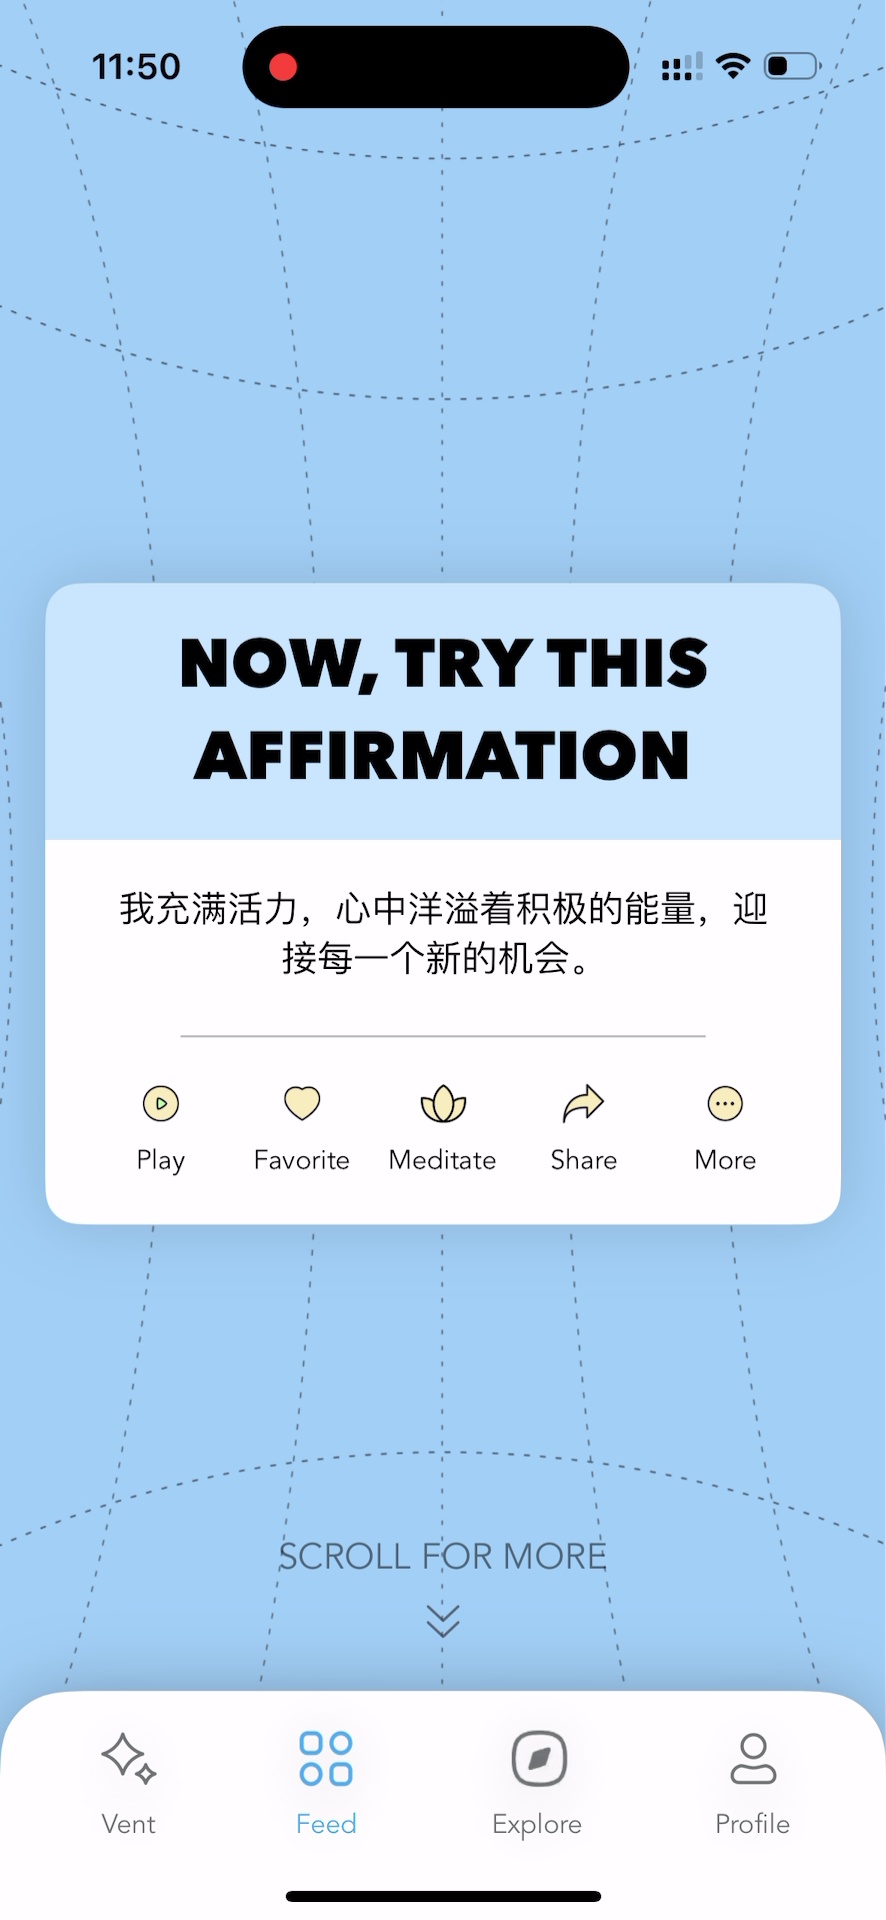 11:50
NOW, TRY THIS
AFFIRMATION
我充满活力，心中洋溢着积极的能量，迎
接每一个新的机会。
Play Favorite Meditate Share More
SCROLL FOR MORE
Vent Feed Explore Profile